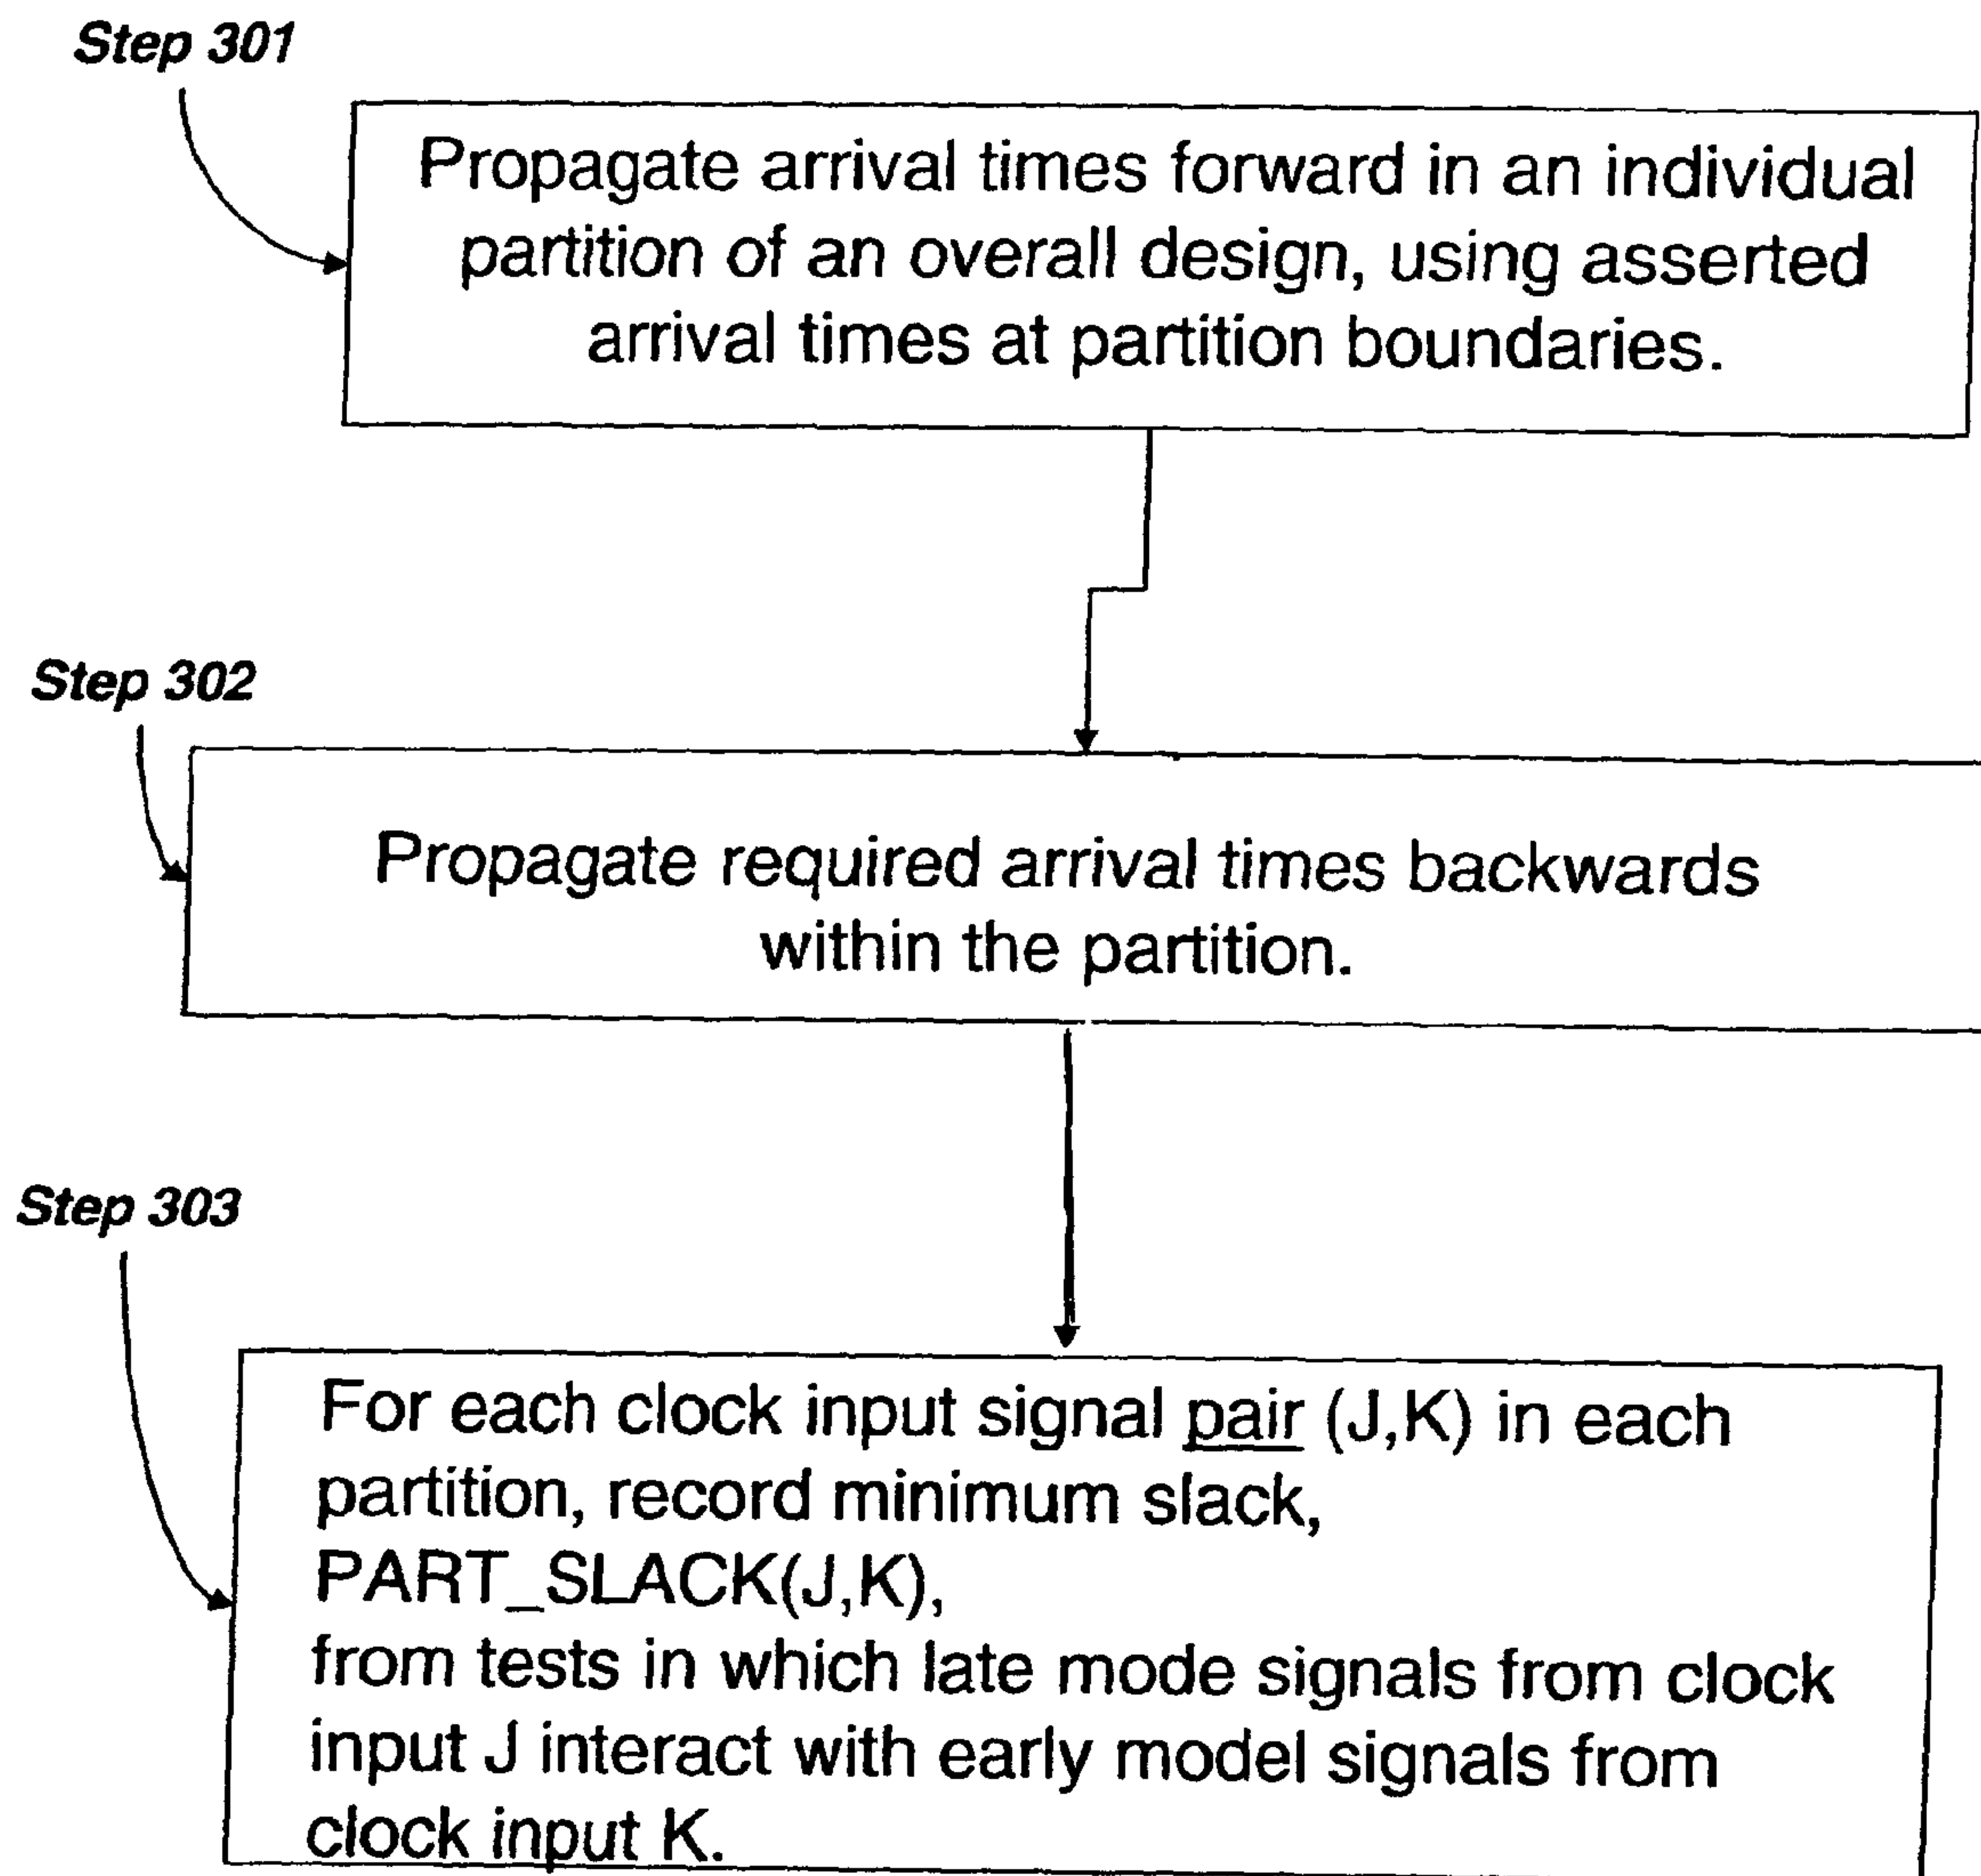 Step 301
Propagate arrival times forward in an individual
partition of an overall design, using asserted
arrival times at partition boundaries.
Step 302
Propagate required arrival times backwards
within the partition.
Step 303
For each clock input signal pair (J,K) in each
partition, record minimum slack,
PART_SLACK(J,K),
from tests in which late mode signals from clock
input J interact with early model signals from
clock input K.